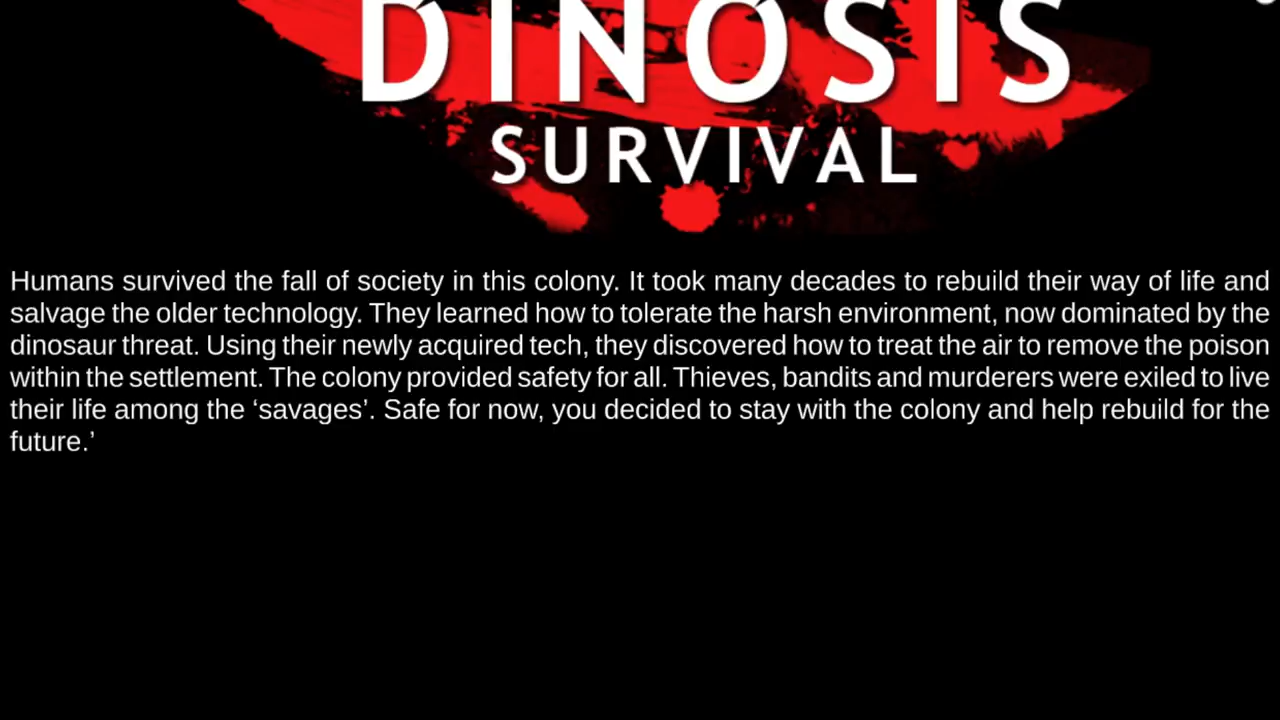 DINOSIS
SURVIVAL
Humans survived the fall of society in this colony. It took many decades to rebuild their way of life and
salvage the older technology. They learned how to tolerate the harsh environment, now dominated by the
dinosaur threat. Using their newly acquired tech, they discovered how to treat the air to remove the poison
within the settlement. The colony provided safety for all. Thieves, bandits and murderers were exiled to live
their life among the ‘savages’. Safe for now, you decided to stay with the colony and help rebuild for the
future.’